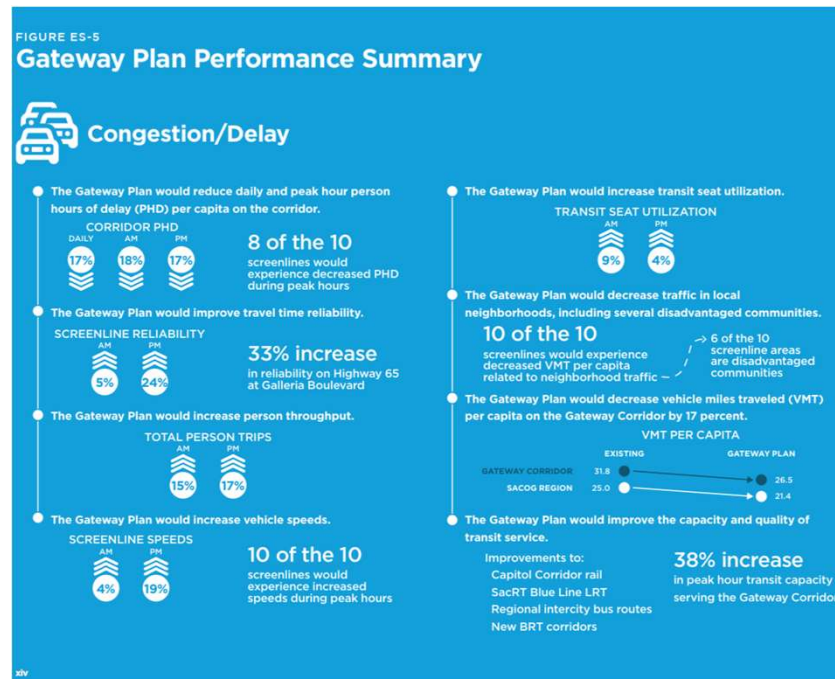 FIGURE ES-5
Gateway Plan Performance Summary
Congestion/Delay
The Gateway Plan would reduce daily and peak hour person
hours of delay (PHD) per capita on the corridor.
CORRIDOR PHD
DAILY AM PM
17% 18% 17%
8 of the 10
screenlines would
experience decreased PHD
during peak hours
The Gateway Plan would improve travel time reliability.
SCREENLINE RELIABILITY
AM PM
5% 24%
33% increase
in reliability on Highway 65
at Galleria Boulevard
The Gateway Plan would increase person throughput.
TOTAL PERSON TRIPS
AM PM
15% 17%
The Gateway Plan would increase vehicle speeds.
SCREENLINE SPEEDS
AM PM
4% 19%
10 of the 10
screenlines would
experience increased
speeds during peak hours
The Gateway Plan would increase transit seat utilization.
TRANSIT SEAT UTILIZATION
AM PM
9% 4%
The Gateway Plan would decrease traffic in local
neighborhoods, including several disadvantaged communities.
10 of the 10
screenlines would experience
decreased VMT per capita
related to neighborhood traffic
6 of the 10
screenline areas
are disadvantaged
communities
The Gateway Plan would decrease vehicle miles traveled (VMT)
per capita on the Gateway Corridor by 17 percent.
VMT PER CAPITA
EXISTING GATEWAY PLAN
GATEWAY CORRIDOR 31.8 26.5
SACOG REGION 25.0 21.4
The Gateway Plan would improve the capacity and quality of
transit service.
Improvements to:
Capitol Corridor rail
SacRT Blue Line LRT
Regional intercity bus routes
New BRT corridors
38% increase
in peak hour transit capacity
serving the Gateway Corridor
xiv